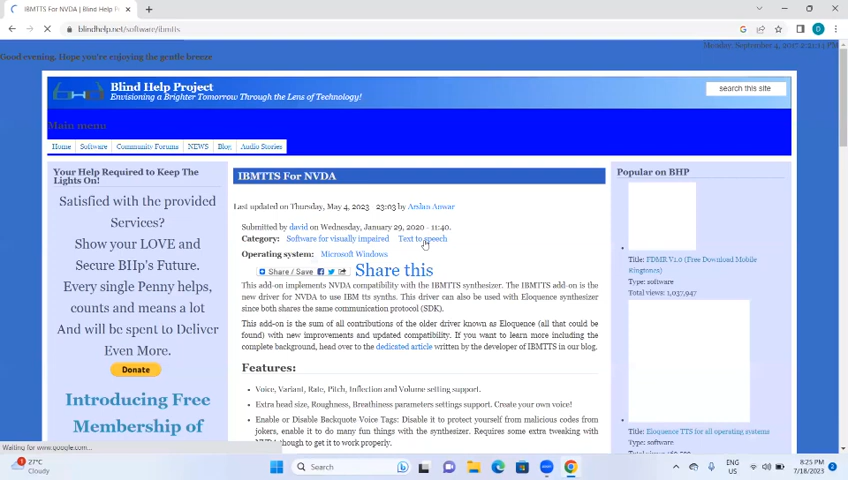 IBMTTS For NVDA | Blind Help P
blindhelp.net/software/ibmtts
Monday, September 4, 2017 2:21:14 PM
Good evening, Hope you're enjoying the gentle breeze
Blind Help Project
Envisioning a Brighter Tomorrow Through the Lens of Technology!
search this site
Main menu
Home
Software
Community Forums
NEWS
Blog
Audio Stories
Your Help Required to Keep The
Lights On!
Satisfied with the provided
Services?
Show your LOVE and
Secure BHp's Future.
Every single Penny helps,
counts and means a lot
And will be spent to Deliver
Even More.
Donate
Introducing Free
Membership of
IBMTTS For NVDA
Last updated on Thursday, May 4, 2023 - 23:03 by Arslan Anwar
Submitted by david on Wednesday, January 29, 2020 - 11:40.
Category: Software for visually impaired Text to speech
Operating system: Microsoft Windows
Share / Save
Share this
This add-on implements NVDA compatibility with the IBMTTS synthesizer. The IBMTTS add-on is the
new driver for NVDA to use IBM tts synths. This driver can also be used with Eloquence synthesizer
since both shares the same communication protocol (SDK).
This add-on is the sum of all contributions of the older driver known as Eloquence (all that could be
found) with new improvements and updated compatibility. If you want to learn more including the
complete background, head over to the dedicated article written by the developer of IBMTTS in our blog.
Features:
Voice, Variant, Rate, Pitch, Inflection and Volume setting support.
Extra head size, Roughness, Breathiness parameters settings support. Create your own voice!
Enable or Disable Backquote Voice Tags: Disable it to protect yourself from malicious codes from
jokers, enable it to do many fun things with the synthesizer. Requires some extra tweaking with
NVDA though to get it to work properly.
Popular on BHP
Title: FDMR V1.0 (Free Download Mobile
Ringtones)
Type: software
Total views: 1,037,947
Title: Eloquence TTS for all operating systems
Type: software
Waiting for www.google.com...
27°C
Cloudy
Search
ENG
US
8:25 PM
7/18/2023